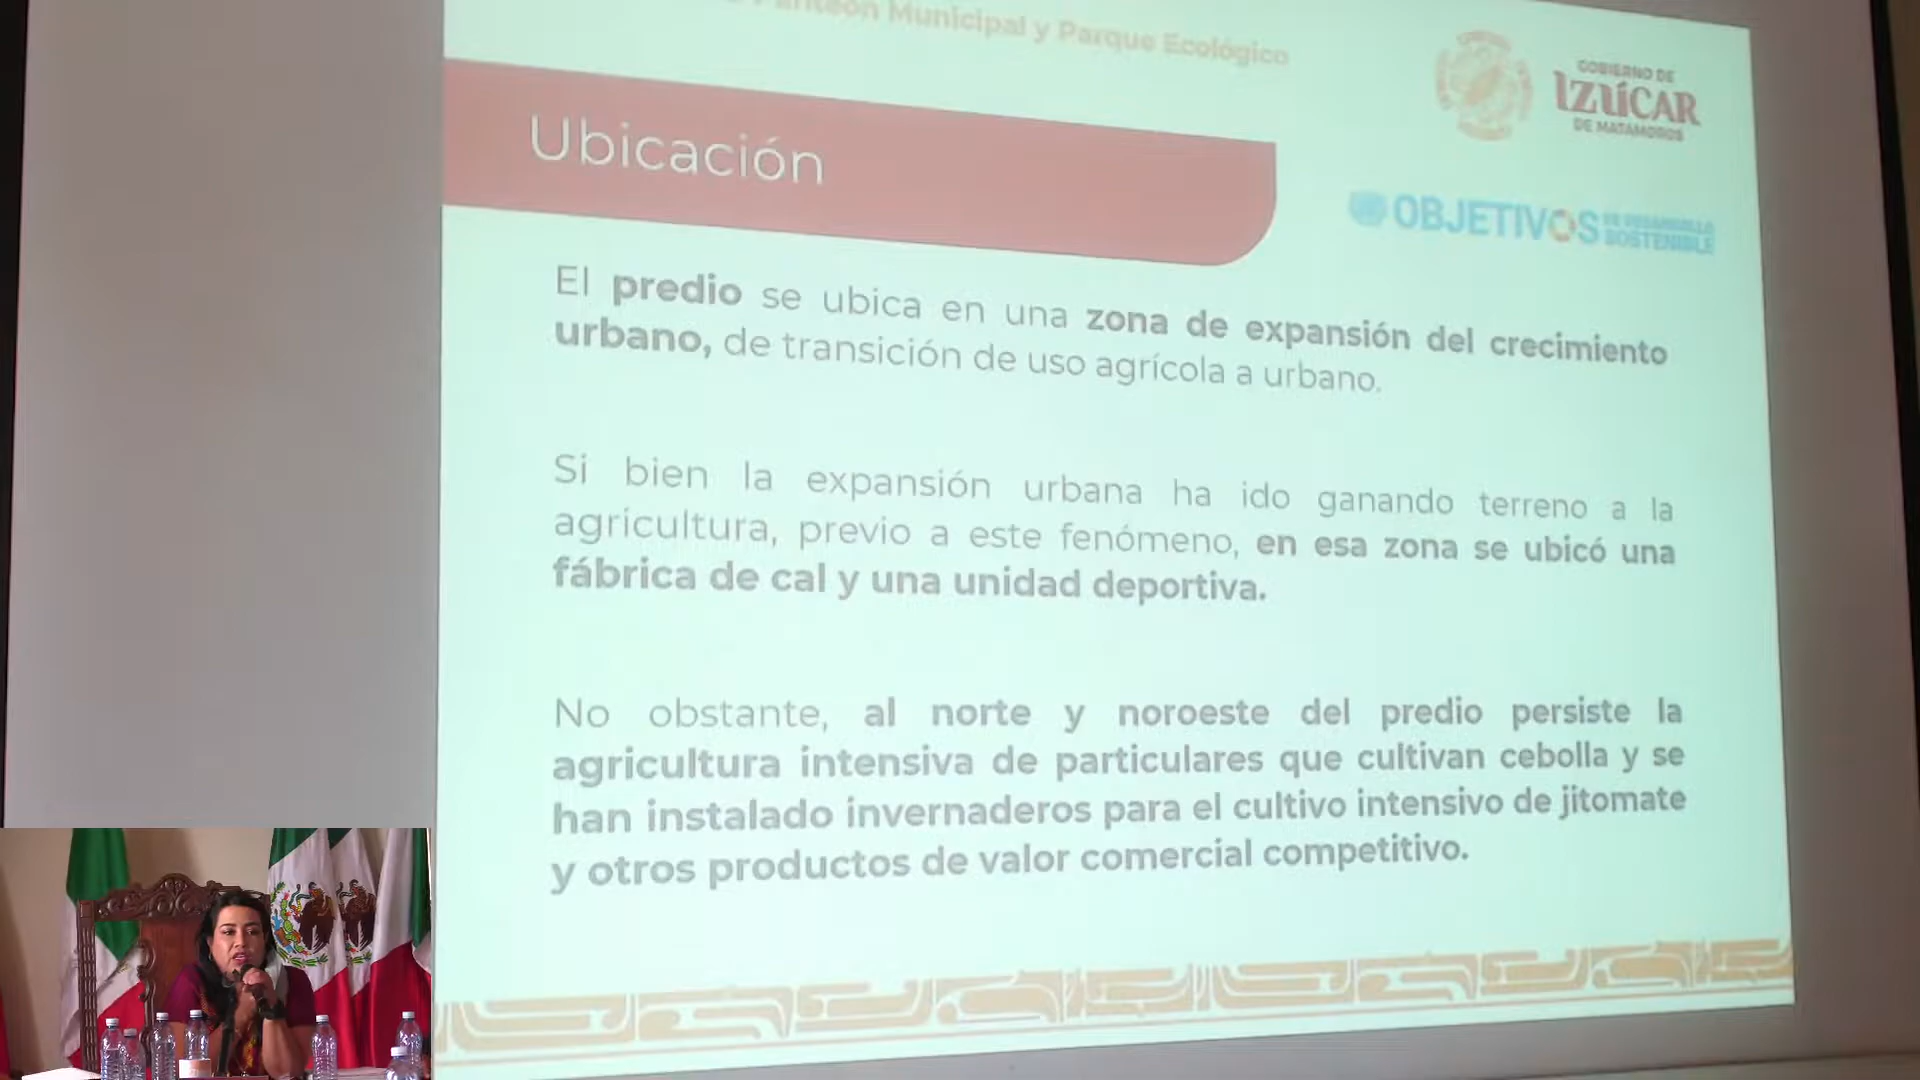 Panteón Municipal y Parque Ecológico
GOBIERNO DE
IZÚCAR
DE MATAMOROS
Ubicación
OBJETIVOS
DE DESARROLLO
SOSTENIBLE
El predio se ubica en una zona de expansión del crecimiento
urbano, de transición de uso agrícola a urbano.
Si bien la expansión urbana ha ido ganando terreno a la
agricultura, previo a este fenómeno, en esa zona se ubicó una
fábrica de cal y una unidad deportiva.
No obstante, al norte y noroeste del predio persiste la
agricultura intensiva de particulares que cultivan cebolla y se
han instalado invernaderos para el cultivo intensivo de jitomate
y otros productos de valor comercial competitivo.